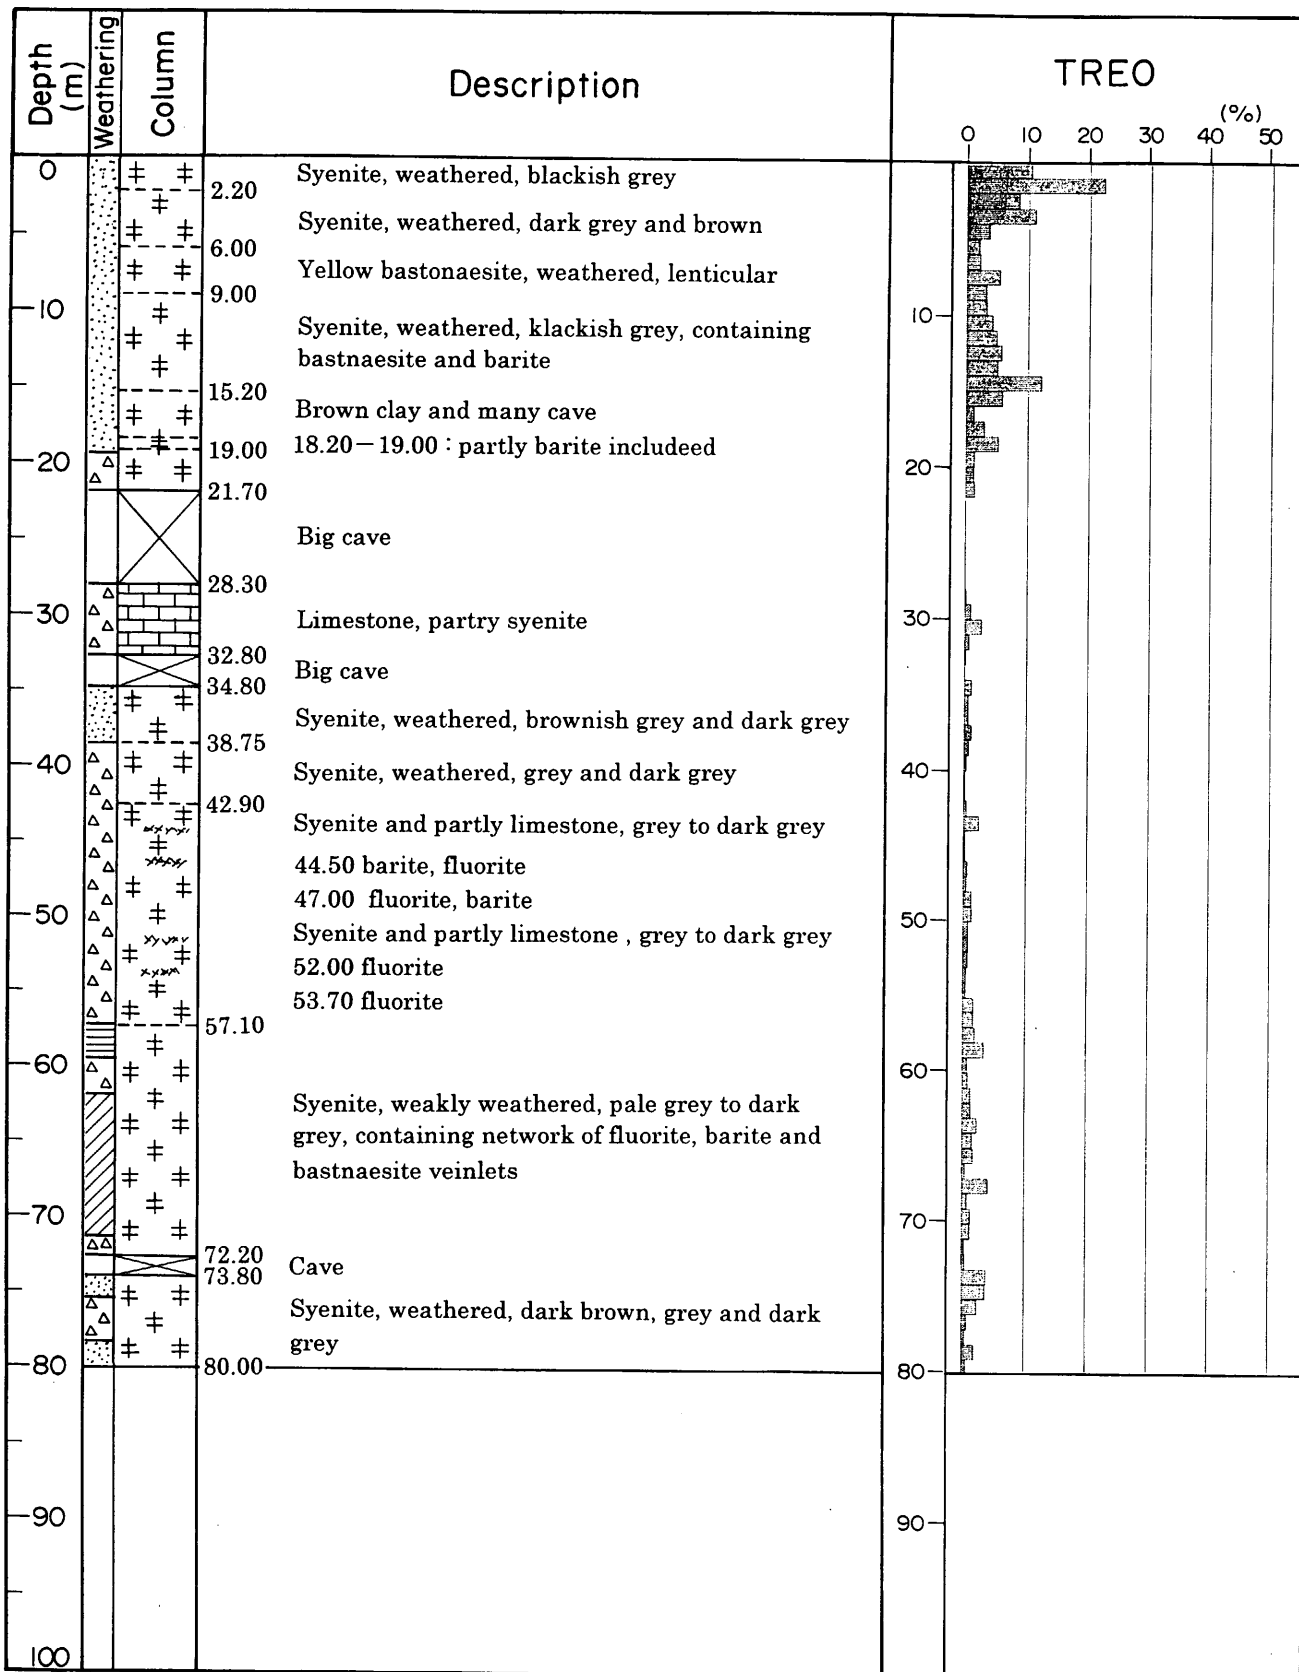 Depth (m)
Weathering
Column
Description
TREO
(%)
0 10 20 30 40 50
0
2.20
6.00
9.00
10
15.20
19.00
20
21.70
28.30
30
32.80
34.80
38.75
40
42.90
50
57.10
60
70
72.20
73.80
80
80.00
90
100
Syenite, weathered, blackish grey
Syenite, weathered, dark grey and brown
Yellow bastonaesite, weathered, lenticular
Syenite, weathered, klackish grey, containing
bastnaesite and barite
Brown clay and many cave
18.20—19.00 : partly barite includeed
Big cave
Limestone, partry syenite
Big cave
Syenite, weathered, brownish grey and dark grey
Syenite, weathered, grey and dark grey
Syenite and partly limestone, grey to dark grey
44.50 barite, fluorite
47.00 fluorite, barite
Syenite and partly limestone , grey to dark grey
52.00 fluorite
53.70 fluorite
Syenite, weakly weathered, pale grey to dark
grey, containing network of fluorite, barite and
bastnaesite veinlets
Cave
Syenite, weathered, dark brown, grey and dark
grey
10
20
30
40
50
60
70
80
90